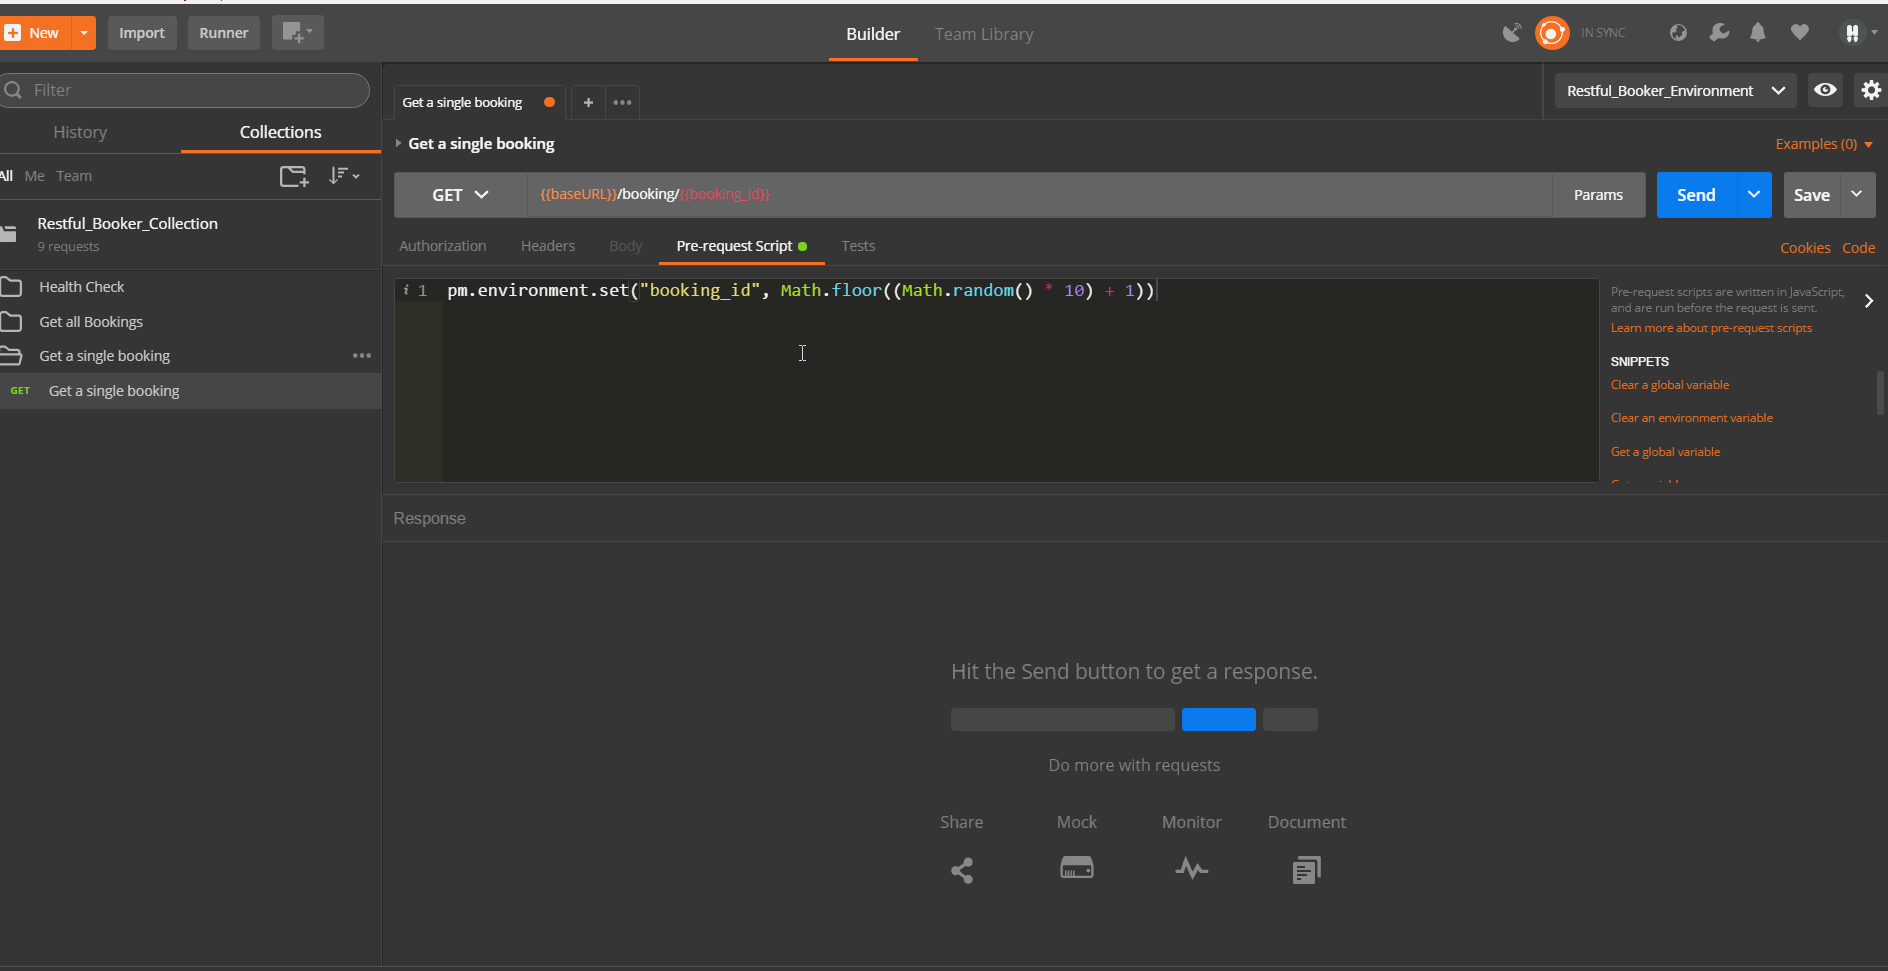 New
Import
Runner
Builder
Team Library
IN SYNC
Filter
History
Collections
All Me Team
Restful_Booker_Collection
9 requests
Health Check
Get all Bookings
Get a single booking
GET Get a single booking
Get a single booking
Restful_Booker_Environment
Get a single booking
Examples (0)
GET
{{baseURL}}/booking/{{booking_id}}
Params
Send
Save
Authorization
Headers
Body
Pre-request Script
Tests
Cookies
Code
i 1 pm.environment.set("booking_id", Math.floor((Math.random() * 10) + 1))
Pre-request scripts are written in JavaScript,
and are run before the request is sent.
Learn more about pre-request scripts
SNIPPETS
Clear a global variable
Clear an environment variable
Get a global variable
Response
Hit the Send button to get a response.
Do more with requests
Share
Mock
Monitor
Document